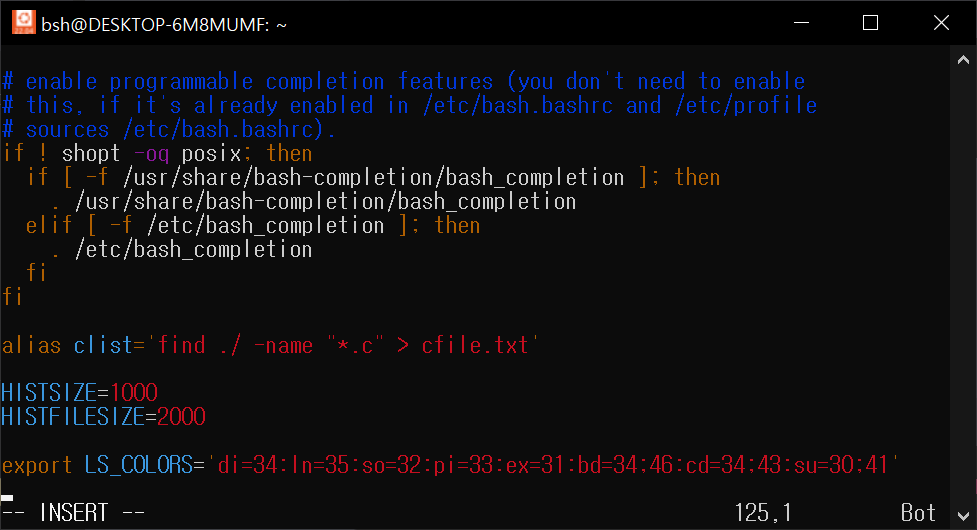 bsh@DESKTOP-6M8MUMF: ~
# enable programmable completion features (you don't need to enable
# this, if it's already enabled in /etc/bash.bashrc and /etc/profile
# sources /etc/bash.bashrc).
if ! shopt -oq posix; then
  if [ -f /usr/share/bash-completion/bash_completion ]; then
    . /usr/share/bash-completion/bash_completion
  elif [ -f /etc/bash_completion ]; then
    . /etc/bash_completion
  fi
fi
alias clist='find ./ -name "*.c" > cfile.txt'
HISTSIZE=1000
HISTFILESIZE=2000
export LS_COLORS='di=34:ln=35:so=32:pi=33:ex=31:bd=34;46:cd=34;43:su=30;41'
-- INSERT -- 125,1 Bot